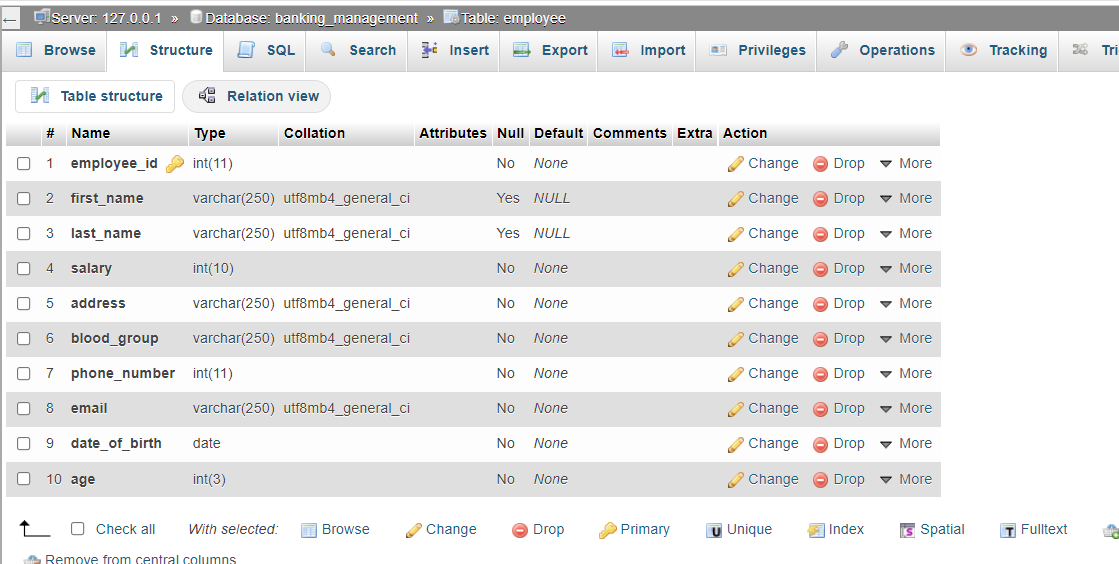 Server: 127.0.0.1 » Database: banking_management » Table: employee
Browse Structure SQL Search Insert Export Import Privileges Operations Tracking Tri
Table structure Relation view
# Name Type Collation Attributes Null Default Comments Extra Action
1 employee_id int(11) No None Change Drop More
2 first_name varchar(250) utf8mb4_general_ci Yes NULL Change Drop More
3 last_name varchar(250) utf8mb4_general_ci Yes NULL Change Drop More
4 salary int(10) No None Change Drop More
5 address varchar(250) utf8mb4_general_ci No None Change Drop More
6 blood_group varchar(250) utf8mb4_general_ci No None Change Drop More
7 phone_number int(11) No None Change Drop More
8 email varchar(250) utf8mb4_general_ci No None Change Drop More
9 date_of_birth date No None Change Drop More
10 age int(3) No None Change Drop More
Check all With selected: Browse Change Drop Primary U Unique Index S Spatial T Fulltext
Remove from central columns